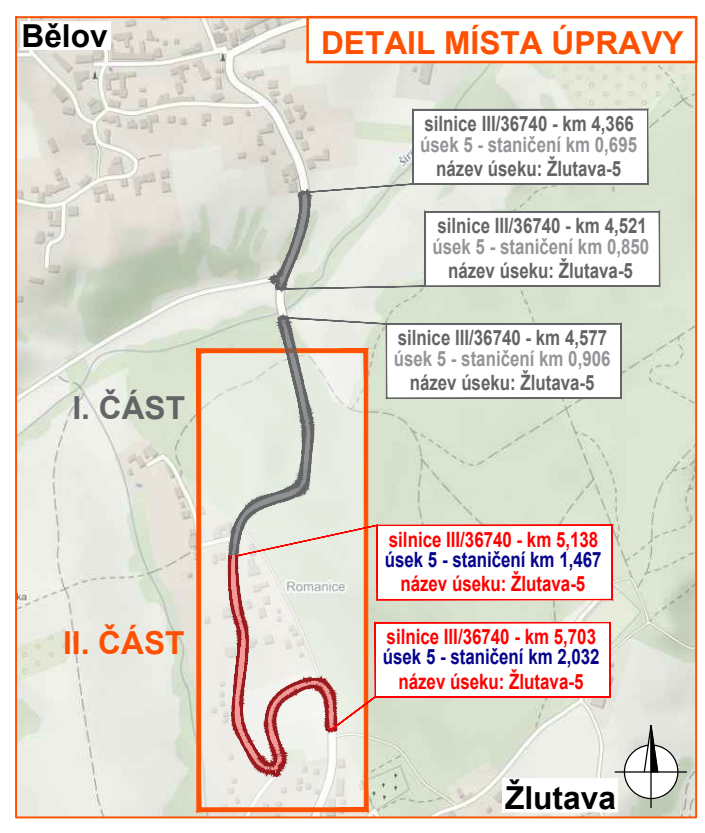 Bělov
DETAIL MÍSTA ÚPRAVY
silnice III/36740 - km 4,366
úsek 5 - staničení km 0,695
název úseku: Žlutava-5
silnice III/36740 - km 4,521
úsek 5 - staničení km 0,850
název úseku: Žlutava-5
silnice III/36740 - km 4,577
úsek 5 - staničení km 0,906
název úseku: Žlutava-5
I. ČÁST
silnice III/36740 - km 5,138
úsek 5 - staničení km 1,467
název úseku: Žlutava-5
Romanice
II. ČÁST
silnice III/36740 - km 5,703
úsek 5 - staničení km 2,032
název úseku: Žlutava-5
Žlutava